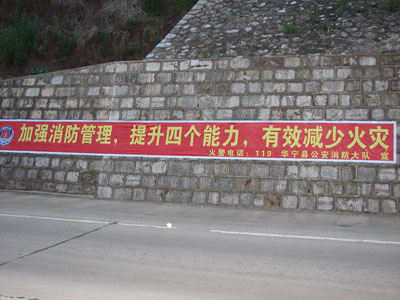 加强消防管理，提升四个能力，有效减少火灾
火警电话：119 华宁县公安消防大队 宣